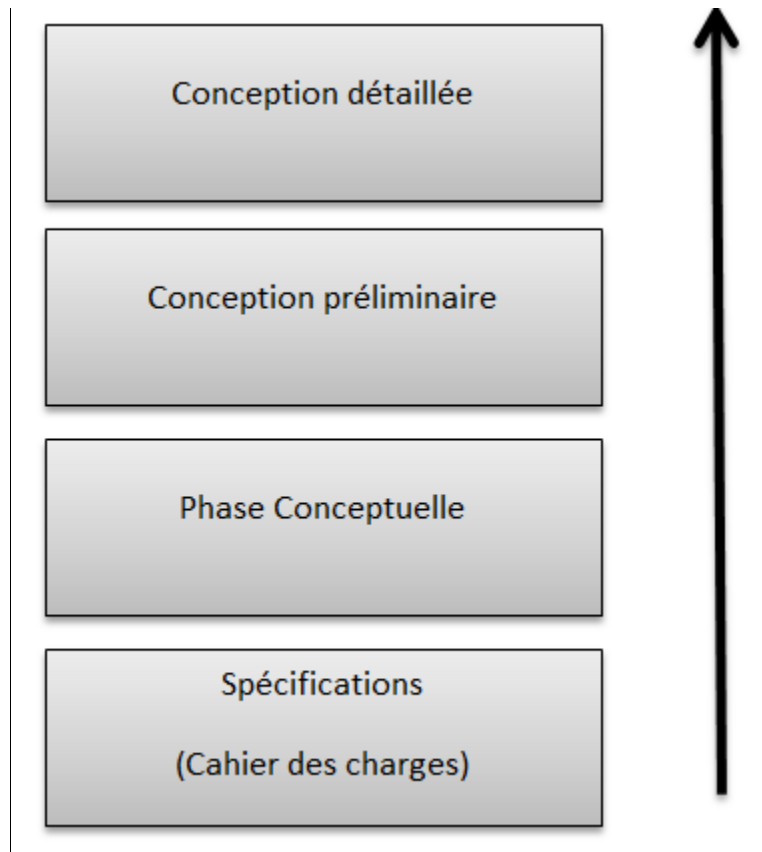 Conception détaillée
Conception préliminaire
Phase Conceptuelle
Spécifications
(Cahier des charges)